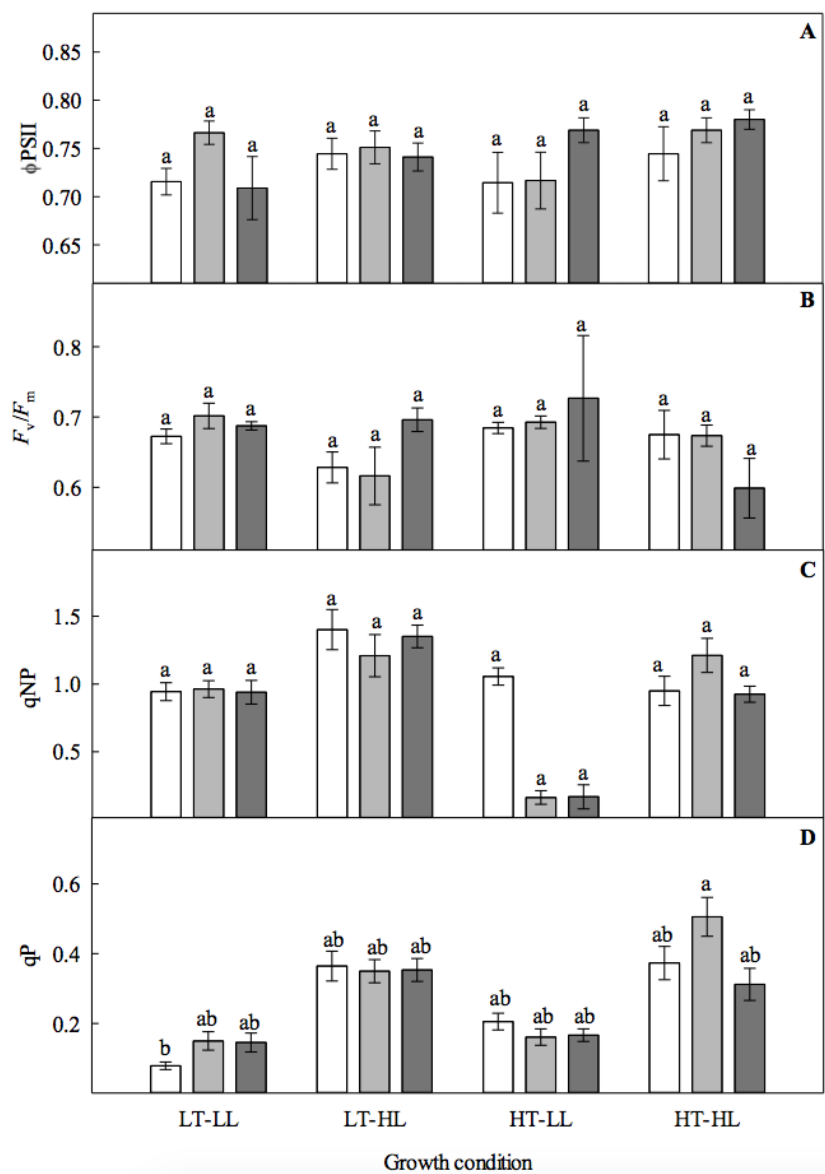 A
0.85
0.80
0.75
0.70
0.65
ϕPSII
a a a a a a a a a a a a
B
0.8
0.7
0.6
Fv/Fm
a a a a a a a a a a a a
C
1.5
1.0
0.5
qNP
a a a a a a a a a a a a
D
0.6
0.4
0.2
qP
b ab ab ab ab ab ab ab ab ab a ab
LT-LL LT-HL HT-LL HT-HL
Growth condition